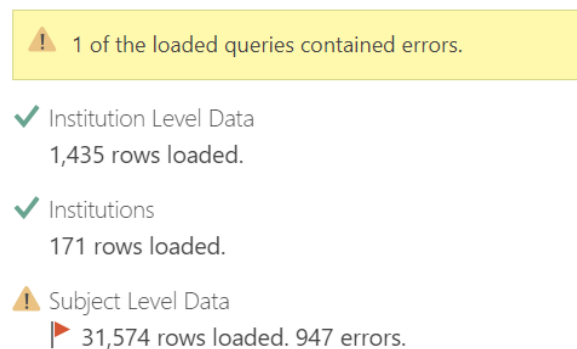 1 of the loaded queries contained errors.
Institution Level Data
1,435 rows loaded.
Institutions
171 rows loaded.
Subject Level Data
31,574 rows loaded. 947 errors.